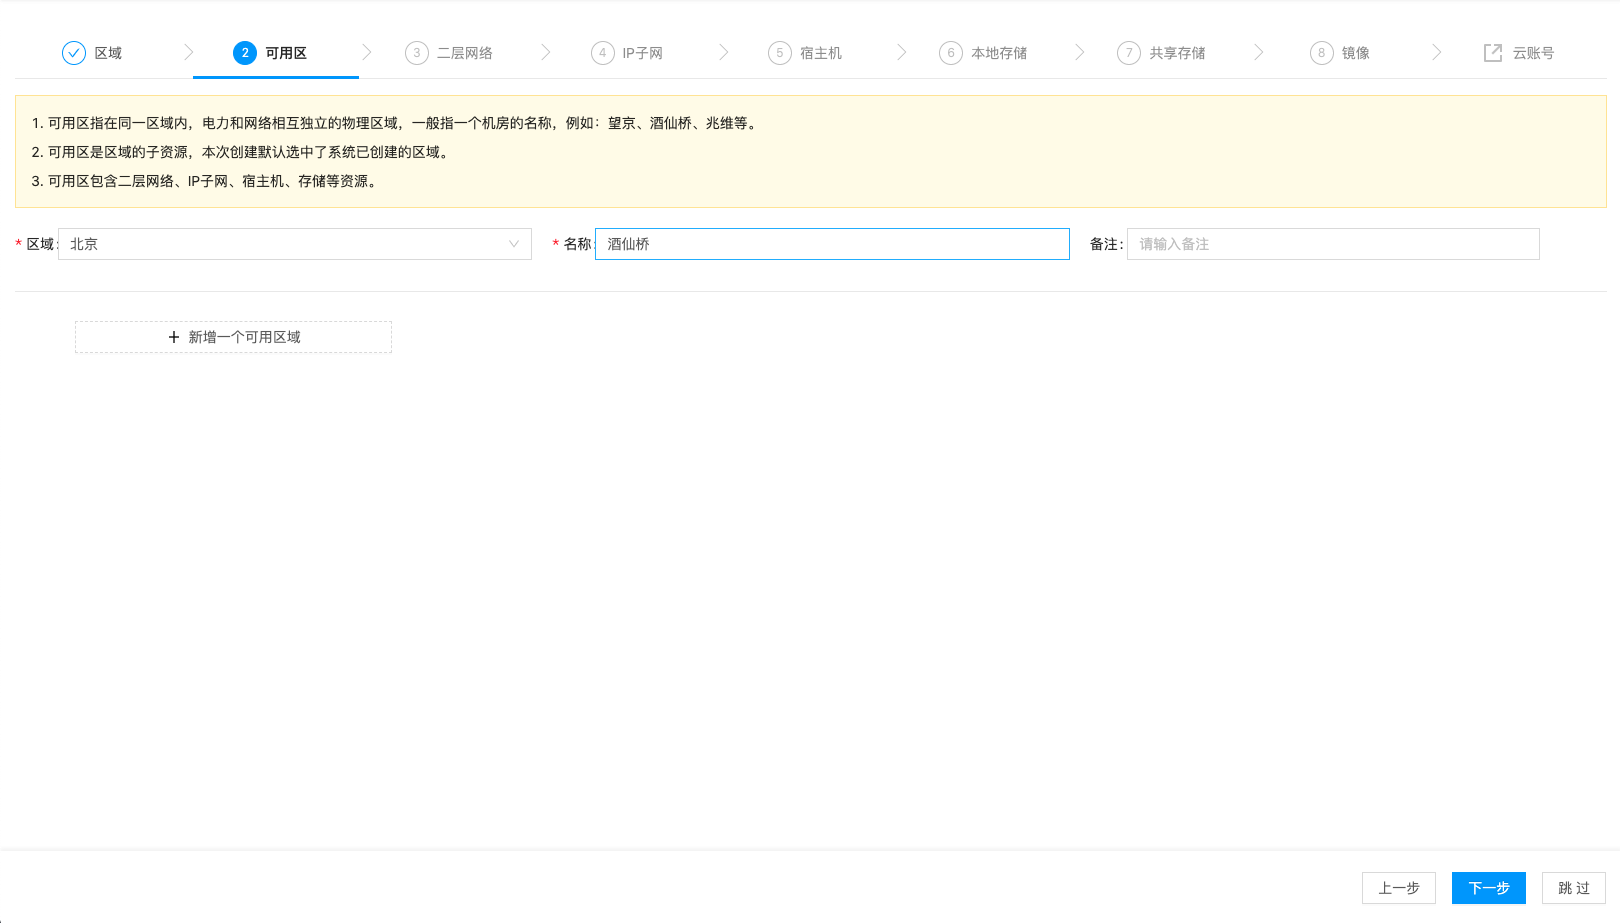 区域 2 可用区 3 二层网络 4 IP子网 5 宿主机 6 本地存储 7 共享存储 8 镜像 云账号
1. 可用区指在同一区域内，电力和网络相互独立的物理区域，一般指一个机房的名称，例如：望京、酒仙桥、兆维等。
2. 可用区是区域的子资源，本次创建默认选中了系统已创建的区域。
3. 可用区包含二层网络、IP子网、宿主机、存储等资源。
* 区域: 北京 * 名称: 酒仙桥 备注: 请输入备注
+ 新增一个可用区域
上一步 下一步 跳 过